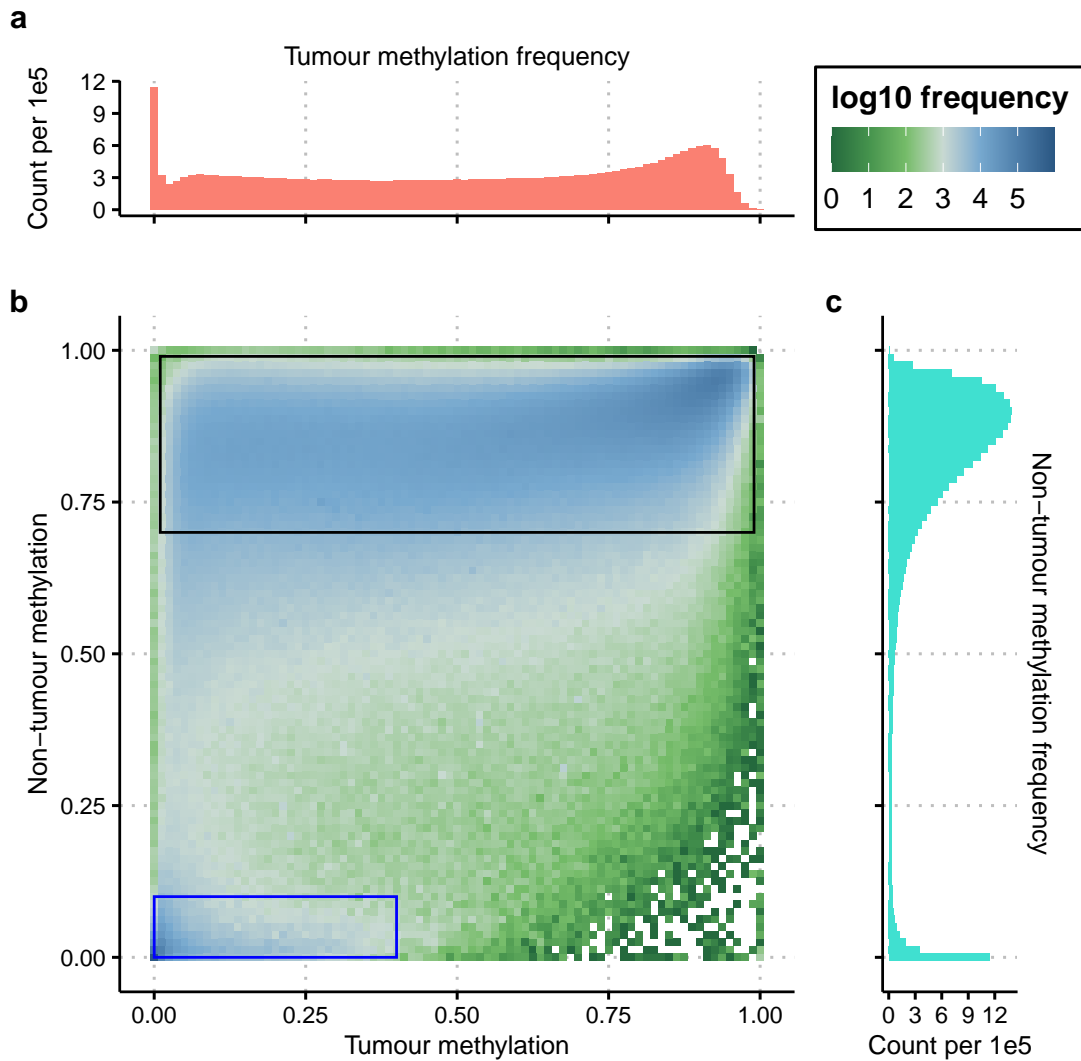 a
Tumour methylation frequency
Count per 1e5
12
9
6
3
0
log10 frequency
0 1 2 3 4 5
b
Non−tumour methylation
1.00
0.75
0.50
0.25
0.00
0.00 0.25 0.50 0.75 1.00
Tumour methylation
c
Non−tumour methylation frequency
0 3 6 9 12
Count per 1e5